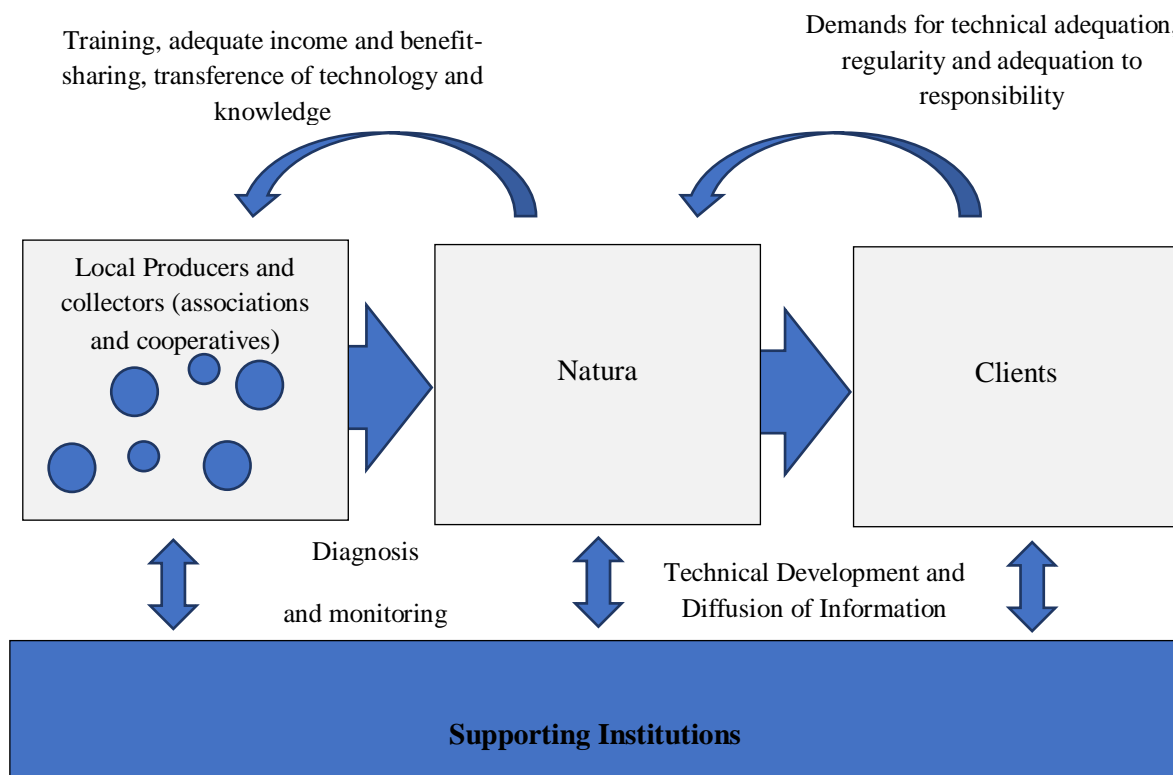 Training, adequate income and benefit-
sharing, transference of technology and
knowledge
Demands for technical adequation,
regularity and adequation to
responsibility
Local Producers and
collectors (associations
and cooperatives)
Natura
Clients
Diagnosis
and monitoring
Technical Development and
Diffusion of Information
Supporting Institutions